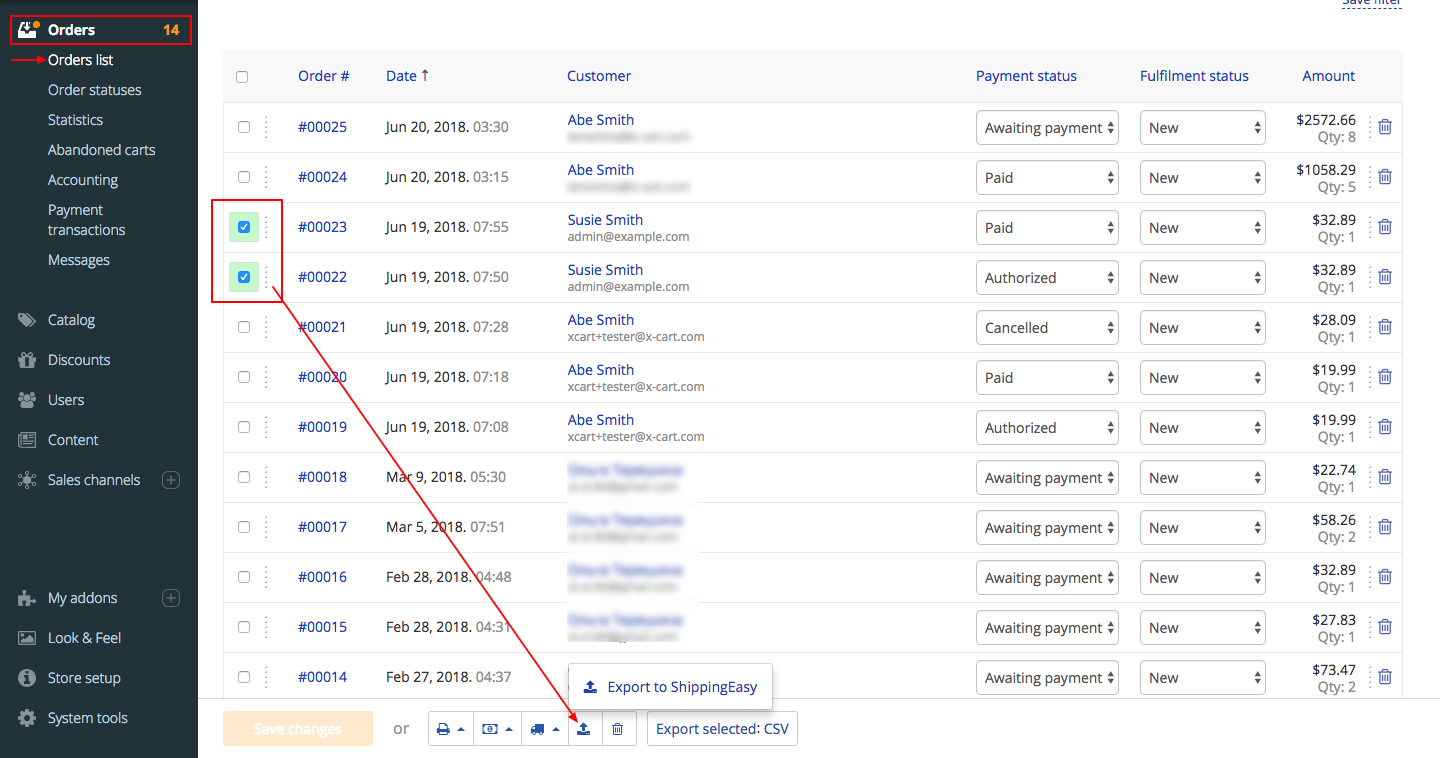 Save filter
Orders 14
Orders list
Order statuses
Statistics
Abandoned carts
Accounting
Payment
transactions
Messages
Catalog
Discounts
Users
Content
Sales channels
My addons
Look & Feel
Store setup
System tools
Order # Date ↑ Customer Payment status Fulfilment status Amount
#00025 Jun 20, 2018. 03:30 Abe Smith Awaiting payment New $2572.66
Qty: 8
#00024 Jun 20, 2018. 03:15 Abe Smith Paid New $1058.29
Qty: 5
#00023 Jun 19, 2018. 07:55 Susie Smith Paid New $32.89
admin@example.com Qty: 1
#00022 Jun 19, 2018. 07:50 Susie Smith Authorized New $32.89
admin@example.com Qty: 1
#00021 Jun 19, 2018. 07:28 Abe Smith Cancelled New $28.09
xcart+tester@x-cart.com Qty: 1
#00020 Jun 19, 2018. 07:18 Abe Smith Paid New $19.99
xcart+tester@x-cart.com Qty: 1
#00019 Jun 19, 2018. 07:08 Abe Smith Authorized New $19.99
xcart+tester@x-cart.com Qty: 1
#00018 Mar 9, 2018. 05:30 Awaiting payment New $22.74
Qty: 1
#00017 Mar 5, 2018. 07:51 Awaiting payment New $58.26
Qty: 2
#00016 Feb 28, 2018. 04:48 Awaiting payment New $32.89
Qty: 1
#00015 Feb 28, 2018. 04:31 Awaiting payment New $27.83
Qty: 1
#00014 Feb 27, 2018. 04:37 Awaiting payment New $73.47
Qty: 2
Export to ShippingEasy
Save changes or Export selected: CSV